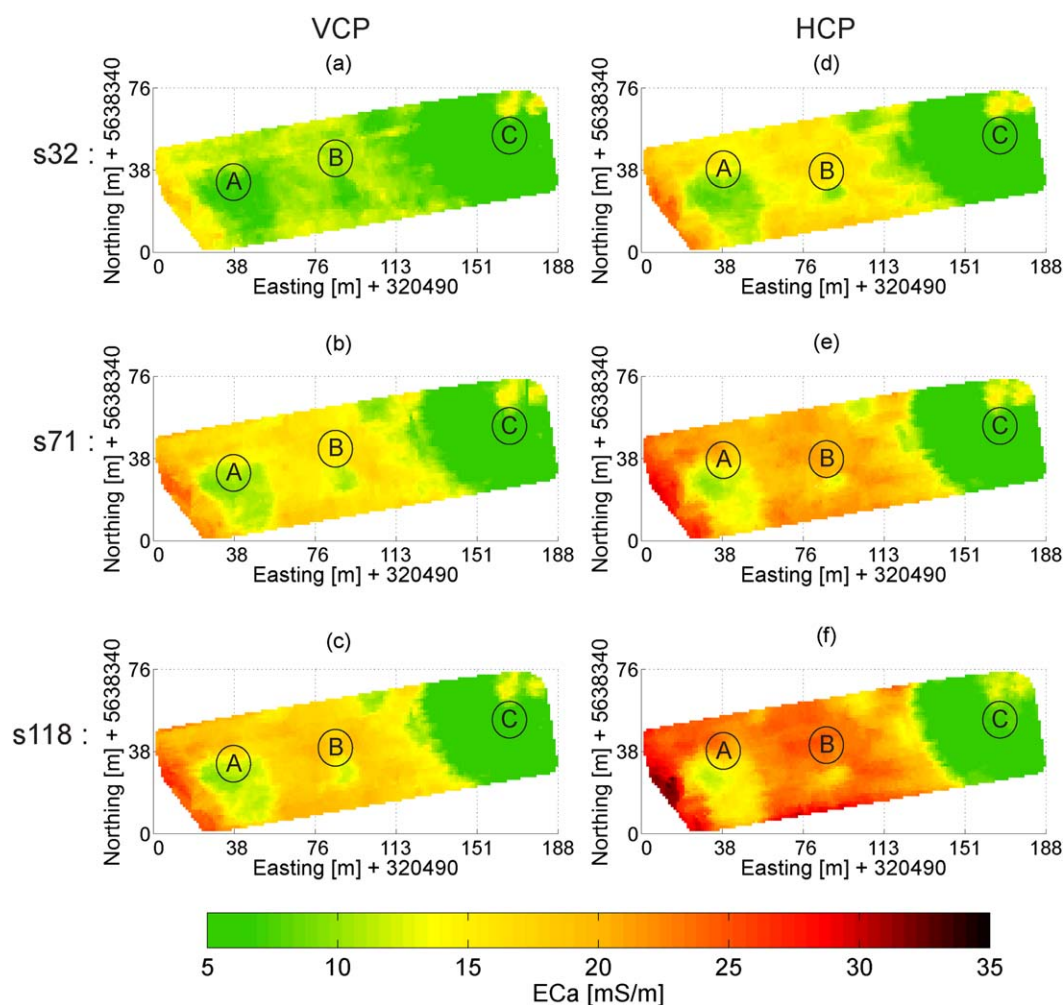 VCP
HCP
(a)
(d)
s32 :
Northing [m] + 5638340
76
38
0
A
B
C
0 38 76 113 151 188
Easting [m] + 320490
Northing [m] + 5638340
76
38
0
A
B
C
0 38 76 113 151 188
Easting [m] + 320490
(b)
(e)
s71 :
Northing [m] + 5638340
76
38
0
A
B
C
0 38 76 113 151 188
Easting [m] + 320490
Northing [m] + 5638340
76
38
0
A
B
C
0 38 76 113 151 188
Easting [m] + 320490
(c)
(f)
s118 :
Northing [m] + 5638340
76
38
0
A
B
C
0 38 76 113 151 188
Easting [m] + 320490
Northing [m] + 5638340
76
38
0
A
B
C
0 38 76 113 151 188
Easting [m] + 320490
5 10 15 20 25 30 35
ECa [mS/m]